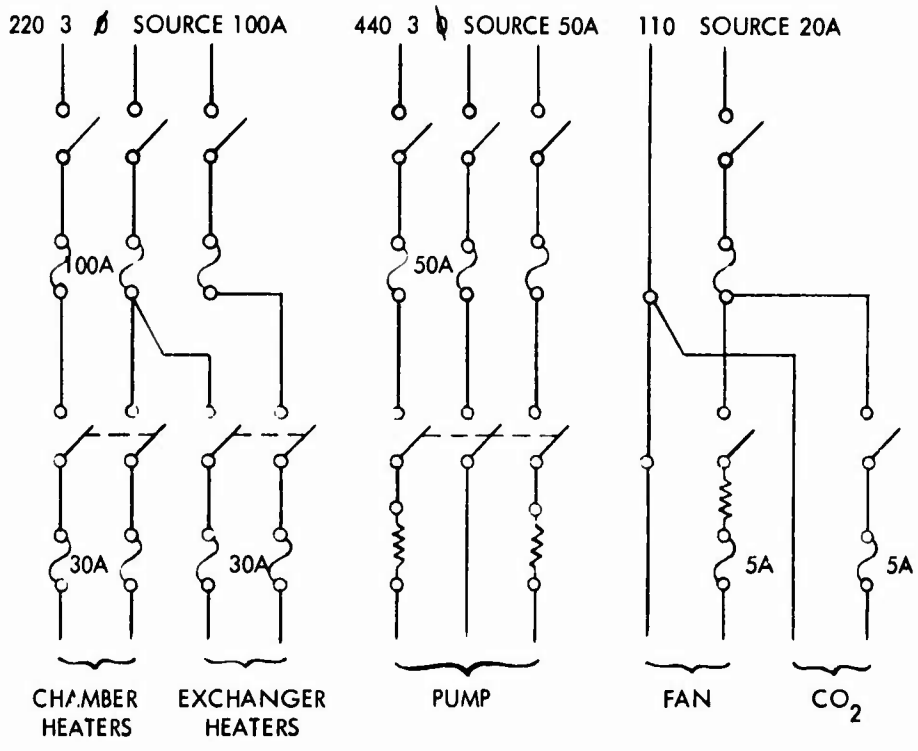 220 3 ϕ SOURCE 100A
440 3 ϕ SOURCE 50A
110 SOURCE 20A
100A
50A
30A
30A
5A
5A
CHAMBER
HEATERS
EXCHANGER
HEATERS
PUMP
FAN
CO₂